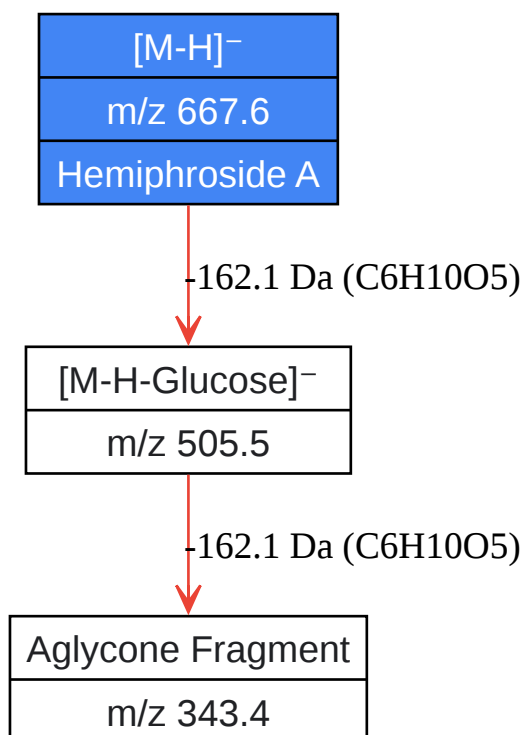 [M-H]⁻
m/z 667.6
Hemiphroside A
-162.1 Da (C6H10O5)
[M-H-Glucose]⁻
m/z 505.5
-162.1 Da (C6H10O5)
Aglycone Fragment
m/z 343.4